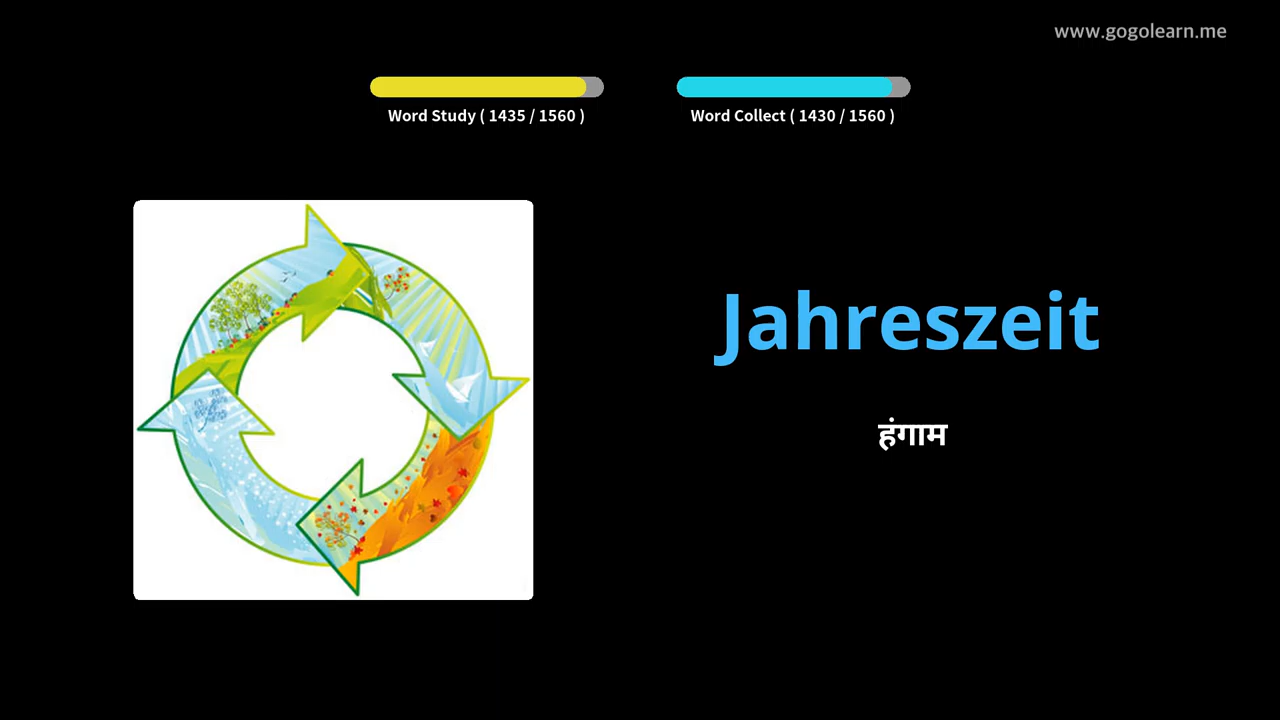 www.gogolearn.me
Word Study ( 1435 / 1560 )
Word Collect ( 1430 / 1560 )
Jahreszeit
हंगाम